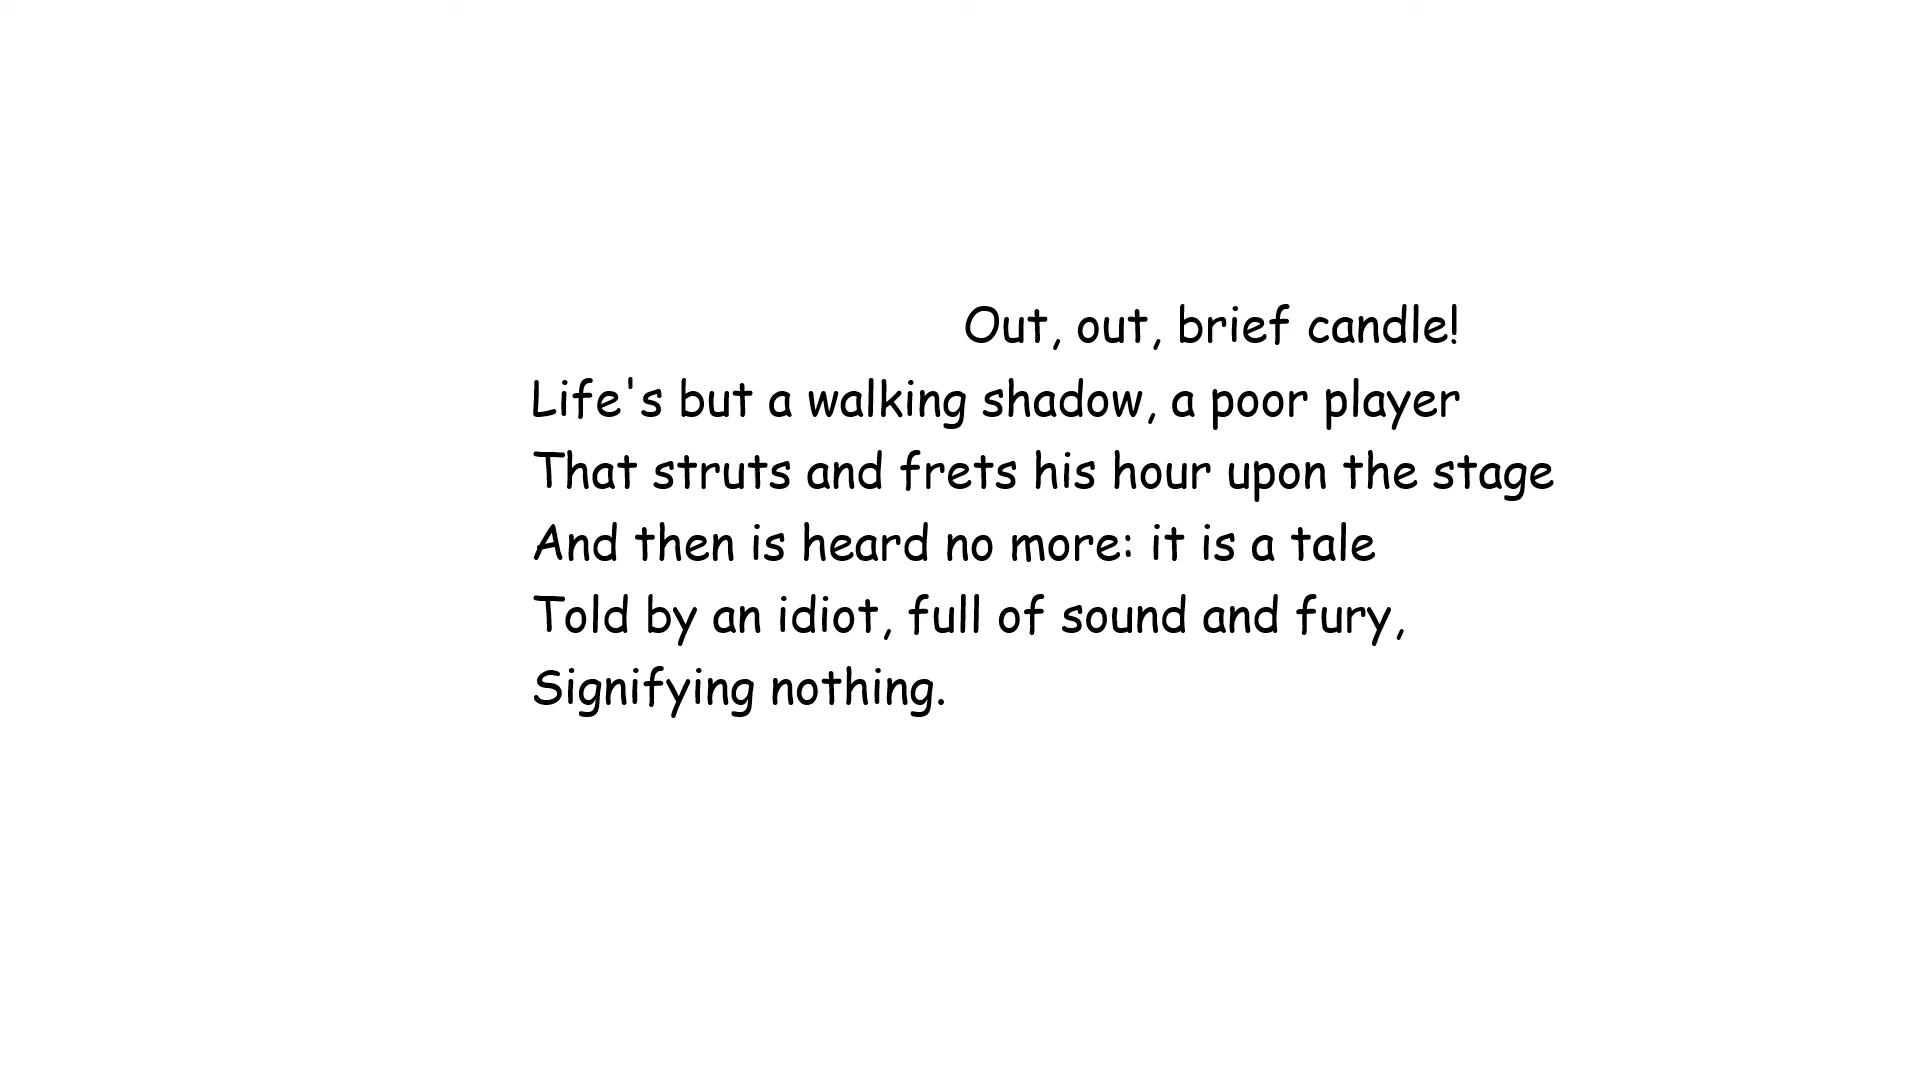 Out, out, brief candle!
Life's but a walking shadow, a poor player
That struts and frets his hour upon the stage
And then is heard no more: it is a tale
Told by an idiot, full of sound and fury,
Signifying nothing.